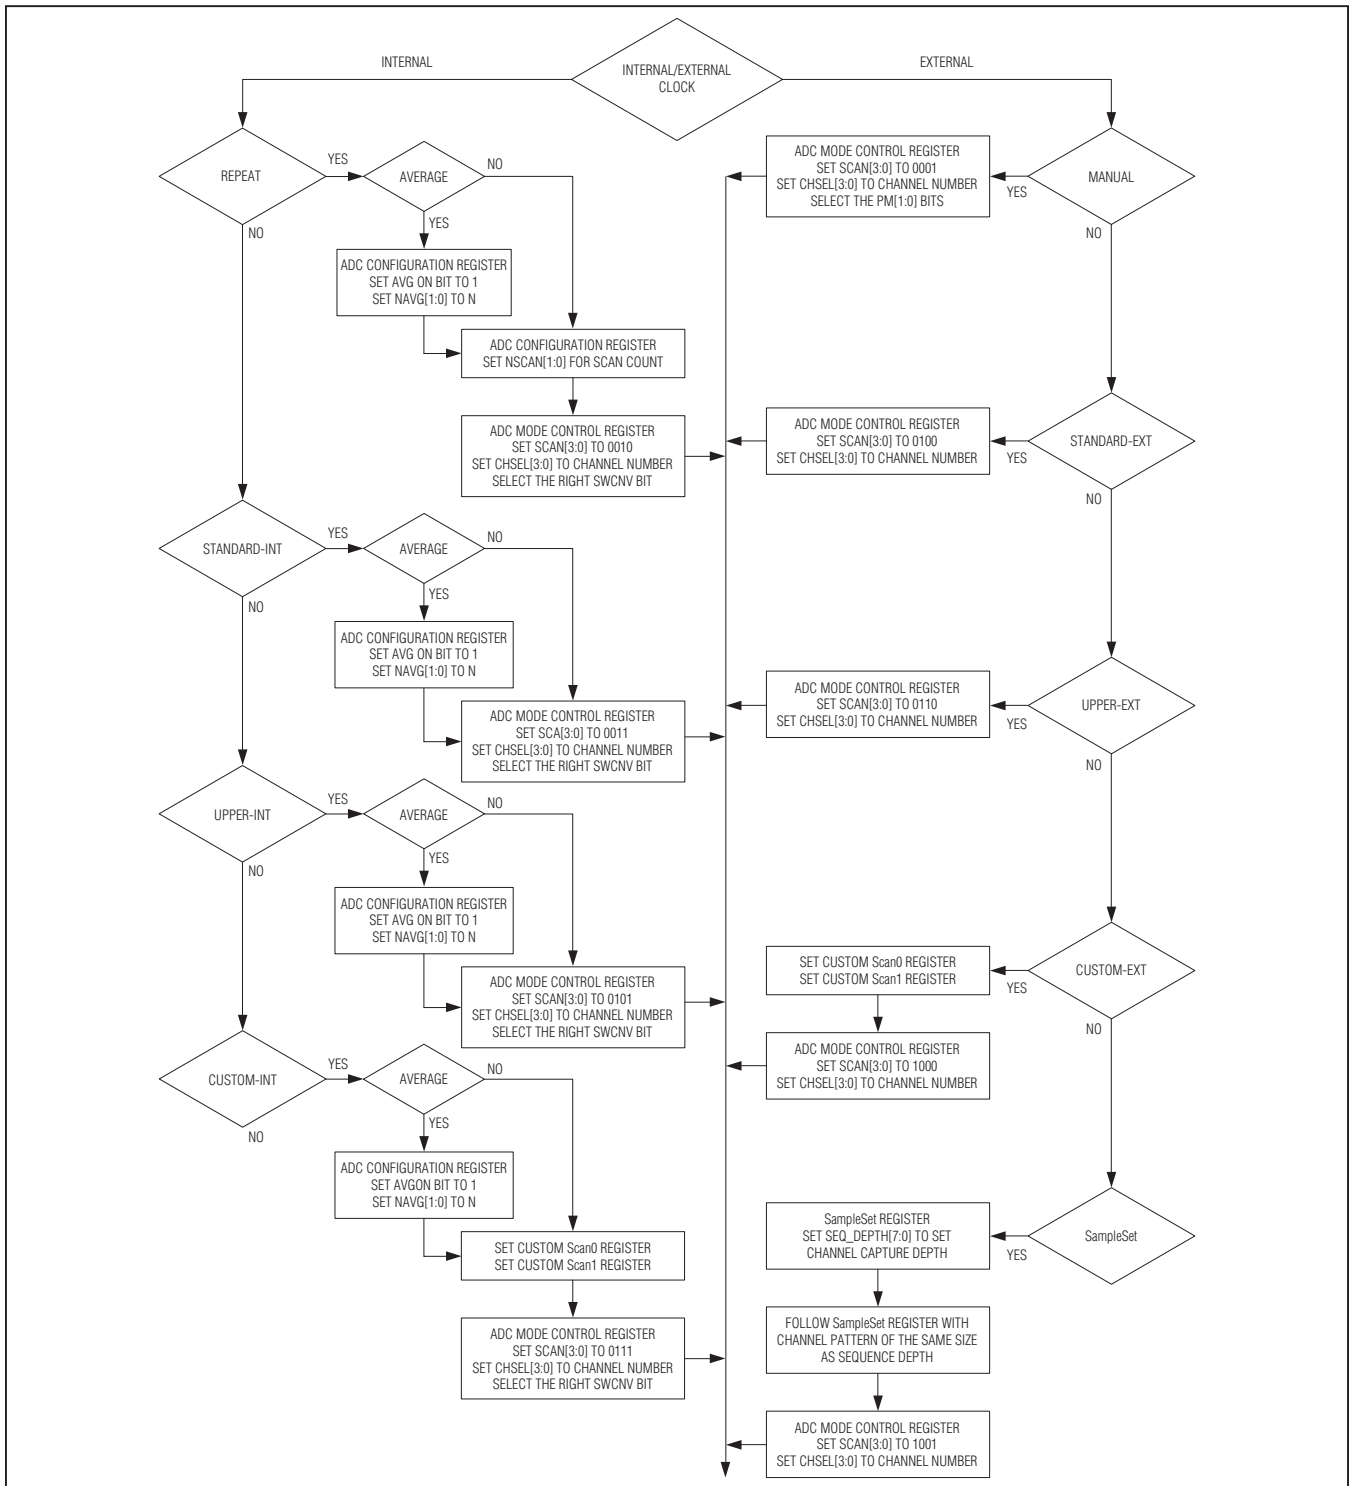 INTERNAL
INTERNAL/EXTERNAL
CLOCK
EXTERNAL
REPEAT
YES
AVERAGE
NO
YES
NO
ADC CONFIGURATION REGISTER
SET AVG ON BIT TO 1
SET NAVG[1:0] TO N
ADC CONFIGURATION REGISTER
SET NSCAN[1:0] FOR SCAN COUNT
ADC MODE CONTROL REGISTER
SET SCAN[3:0] TO 0010
SET CHSEL[3:0] TO CHANNEL NUMBER
SELECT THE RIGHT SWCNV BIT
STANDARD-INT
YES
AVERAGE
NO
YES
NO
ADC CONFIGURATION REGISTER
SET AVG ON BIT TO 1
SET NAVG[1:0] TO N
ADC MODE CONTROL REGISTER
SET SCA[3:0] TO 0011
SET CHSEL[3:0] TO CHANNEL NUMBER
SELECT THE RIGHT SWCNV BIT
UPPER-INT
YES
AVERAGE
NO
YES
NO
ADC CONFIGURATION REGISTER
SET AVG ON BIT TO 1
SET NAVG[1:0] TO N
ADC MODE CONTROL REGISTER
SET SCAN[3:0] TO 0101
SET CHSEL[3:0] TO CHANNEL NUMBER
SELECT THE RIGHT SWCNV BIT
CUSTOM-INT
YES
AVERAGE
NO
YES
NO
ADC CONFIGURATION REGISTER
SET AVGON BIT TO 1
SET NAVG[1:0] TO N
SET CUSTOM Scan0 REGISTER
SET CUSTOM Scan1 REGISTER
ADC MODE CONTROL REGISTER
SET SCAN[3:0] TO 0111
SET CHSEL[3:0] TO CHANNEL NUMBER
SELECT THE RIGHT SWCNV BIT
MANUAL
YES
NO
ADC MODE CONTROL REGISTER
SET SCAN[3:0] TO 0001
SET CHSEL[3:0] TO CHANNEL NUMBER
SELECT THE PM[1:0] BITS
STANDARD-EXT
YES
NO
ADC MODE CONTROL REGISTER
SET SCAN[3:0] TO 0100
SET CHSEL[3:0] TO CHANNEL NUMBER
UPPER-EXT
YES
NO
ADC MODE CONTROL REGISTER
SET SCAN[3:0] TO 0110
SET CHSEL[3:0] TO CHANNEL NUMBER
CUSTOM-EXT
YES
NO
SET CUSTOM Scan0 REGISTER
SET CUSTOM Scan1 REGISTER
ADC MODE CONTROL REGISTER
SET SCAN[3:0] TO 1000
SET CHSEL[3:0] TO CHANNEL NUMBER
SampleSet
YES
SampleSet REGISTER
SET SEQ_DEPTH[7:0] TO SET
CHANNEL CAPTURE DEPTH
FOLLOW SampleSet REGISTER WITH
CHANNEL PATTERN OF THE SAME SIZE
AS SEQUENCE DEPTH
ADC MODE CONTROL REGISTER
SET SCAN[3:0] TO 1001
SET CHSEL[3:0] TO CHANNEL NUMBER